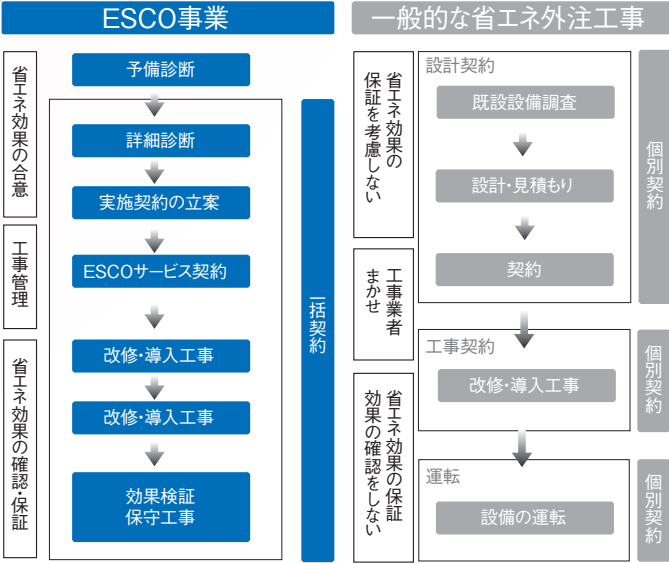 ESCO事業
省エネ効果の合意
工事管理
省エネ効果の確認・保証
予備診断
詳細診断
実施契約の立案
ESCOサービス契約
改修・導入工事
改修・導入工事
効果検証
保守工事
一括契約
一般的な省エネ外注工事
省エネ効果の
保証を考慮しない
工事業者
まかせ
省エネ効果の保証
効果の確認をしない
設計契約
既設設備調査
設計・見積もり
契約
個別契約
工事契約
改修・導入工事
個別契約
運転
設備の運転
個別契約